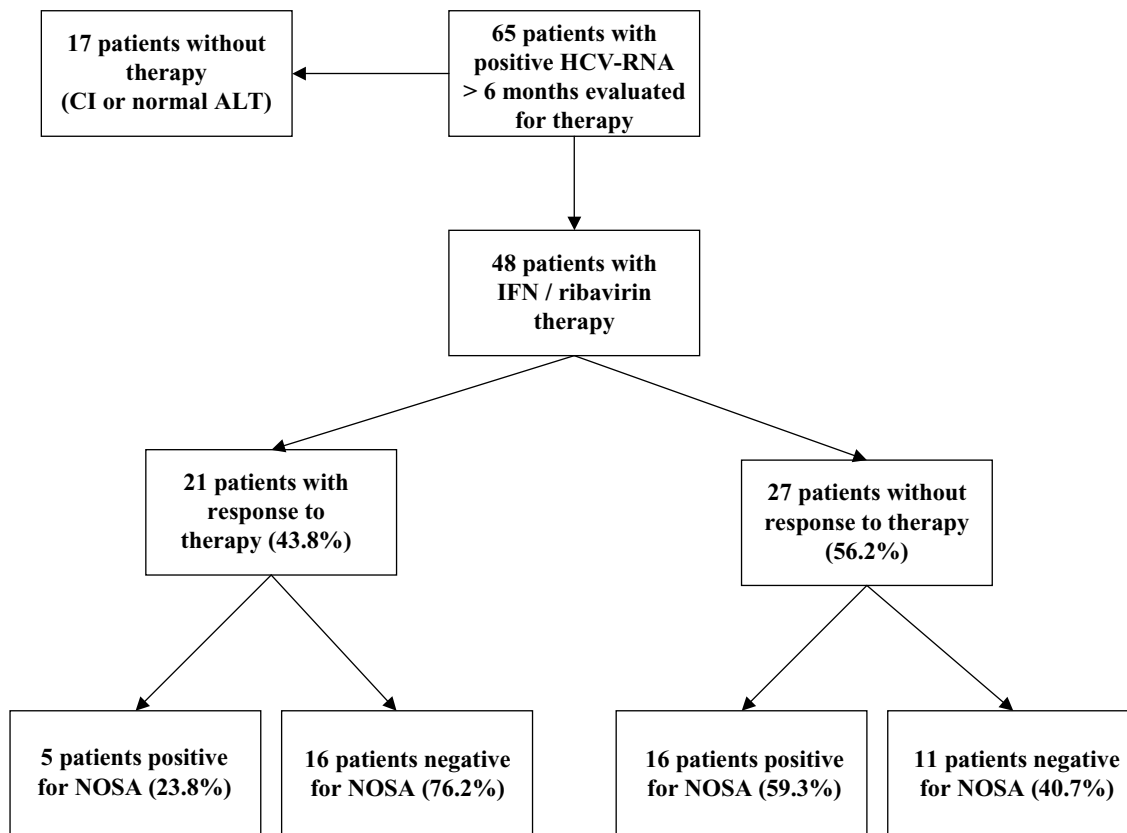 17 patients without
therapy
(CI or normal ALT)
65 patients with
positive HCV-RNA
> 6 months evaluated
for therapy
48 patients with
IFN / ribavirin
therapy
21 patients with
response to
therapy (43.8%)
27 patients without
response to therapy
(56.2%)
5 patients positive
for NOSA (23.8%)
16 patients negative
for NOSA (76.2%)
16 patients positive
for NOSA (59.3%)
11 patients negative
for NOSA (40.7%)